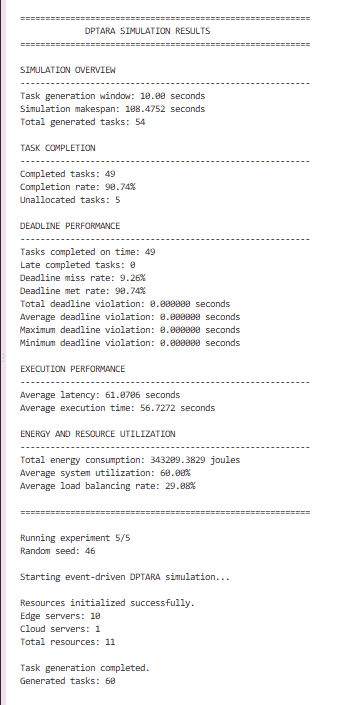 ==========================================================
DPTARA SIMULATION RESULTS
==========================================================
SIMULATION OVERVIEW
----------------------------------------------------------
Task generation window: 10.00 seconds
Simulation makespan: 108.4752 seconds
Total generated tasks: 54
TASK COMPLETION
----------------------------------------------------------
Completed tasks: 49
Completion rate: 90.74%
Unallocated tasks: 5
DEADLINE PERFORMANCE
----------------------------------------------------------
Tasks completed on time: 49
Late completed tasks: 0
Deadline miss rate: 9.26%
Deadline met rate: 90.74%
Total deadline violation: 0.000000 seconds
Average deadline violation: 0.000000 seconds
Maximum deadline violation: 0.000000 seconds
Minimum deadline violation: 0.000000 seconds
EXECUTION PERFORMANCE
----------------------------------------------------------
Average latency: 61.0706 seconds
Average execution time: 56.7272 seconds
ENERGY AND RESOURCE UTILIZATION
----------------------------------------------------------
Total energy consumption: 343209.3829 joules
Average system utilization: 60.00%
Average load balancing rate: 29.08%
==========================================================
Running experiment 5/5
Random seed: 46
Starting event-driven DPTARA simulation...
Resources initialized successfully.
Edge servers: 10
Cloud servers: 1
Total resources: 11
Task generation completed.
Generated tasks: 60